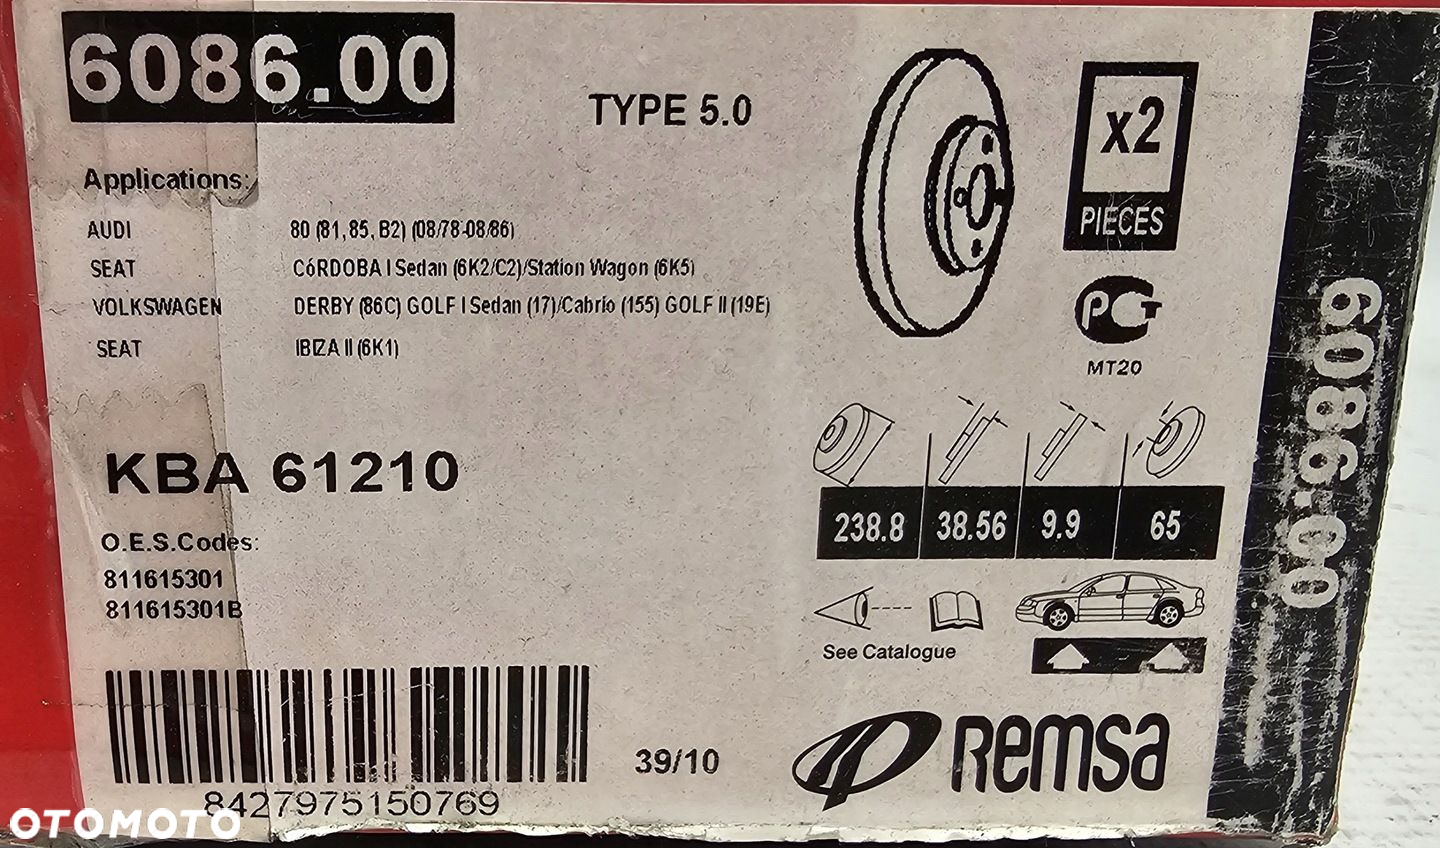 6086.00
TYPE 5.0
x2
PIECES
Applications:
AUDI 80 (81, 85, B2) (08/78-08/86)
SEAT CóRDOBA I Sedan (6K2/C2)/Station Wagon (6K5)
VOLKSWAGEN DERBY (86C) GOLF I Sedan (17)/Cabrio (155) GOLF II (19E)
SEAT IBIZA II (6K1)
PCT
MT20
KBA 61210
238.8 38.56 9.9 65
O.E.S.Codes:
811615301
811615301B
See Catalogue
39/10
REMSA
8427975150769
6086.00
OTOMOTO